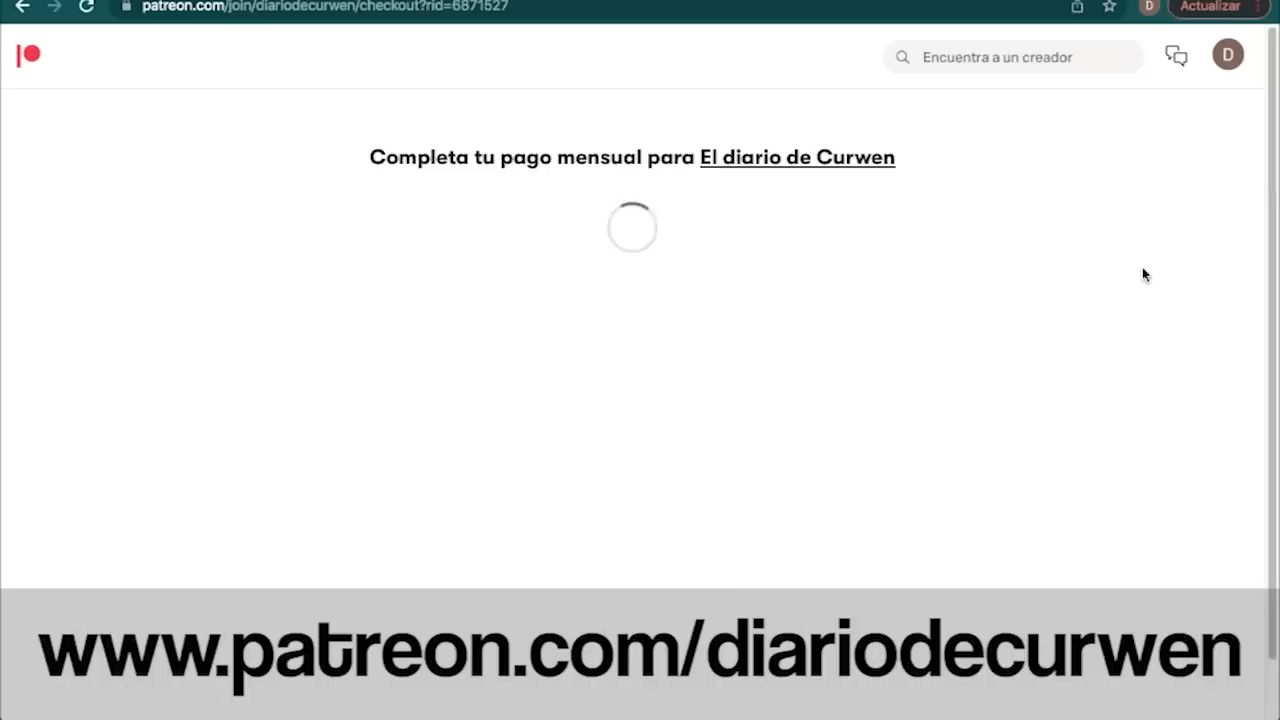 patreon.com/join/diariodecurwen/checkout?rid=6871527
D
Actualizar
Encuentra a un creador
D
Completa tu pago mensual para El diario de Curwen
www.patreon.com/diariodecurwen